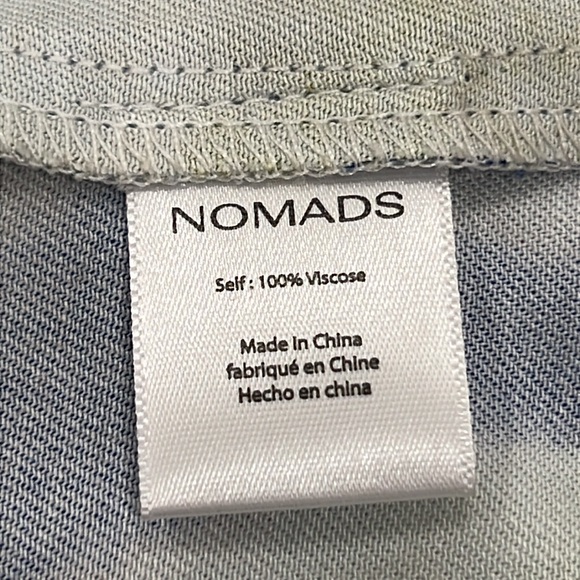 NOMADS
Self : 100% Viscose
Made in China
fabriqué en Chine
Hecho en china